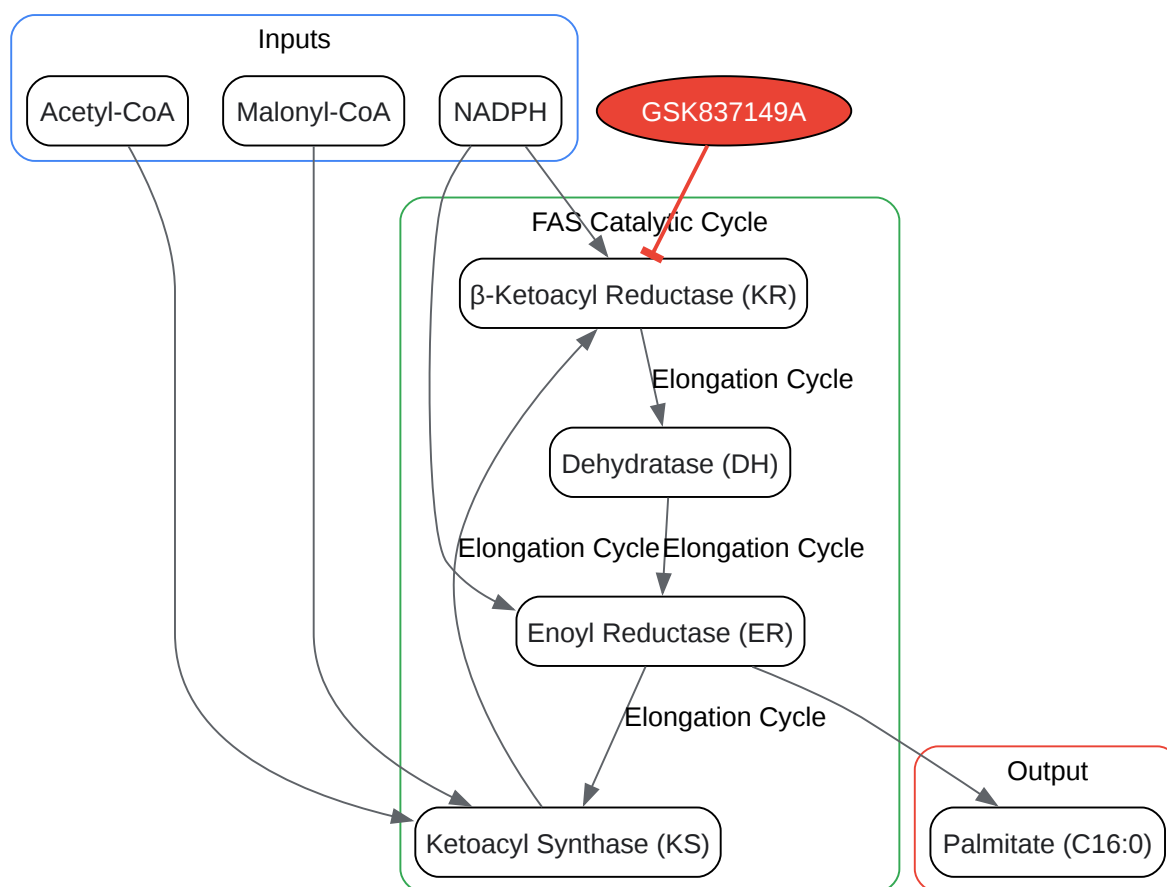 Inputs
Acetyl-CoA
Malonyl-CoA
NADPH
GSK837149A
FAS Catalytic Cycle
β-Ketoacyl Reductase (KR)
Elongation Cycle
Dehydratase (DH)
Elongation Cycle
Elongation Cycle
Enoyl Reductase (ER)
Elongation Cycle
Output
Ketoacyl Synthase (KS)
Palmitate (C16:0)